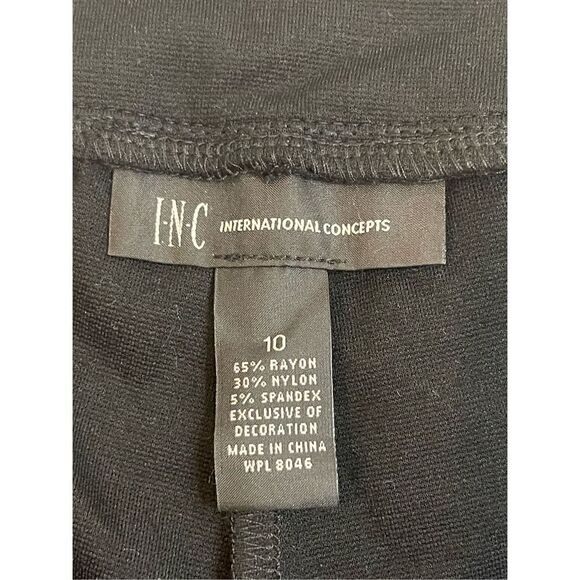 I·N·C INTERNATIONAL CONCEPTS
10
65% RAYON
30% NYLON
5% SPANDEX
EXCLUSIVE OF
DECORATION
MADE IN CHINA
WPL 8046